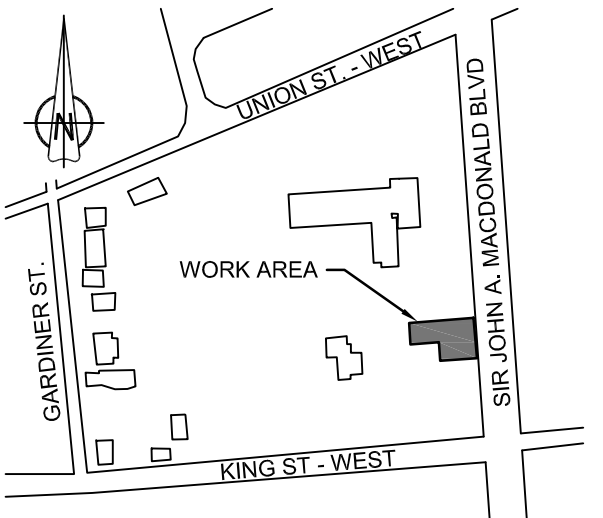 N
UNION ST. - WEST
SIR JOHN A. MACDONALD BLVD
WORK AREA
GARDINER ST.
KING ST - WEST